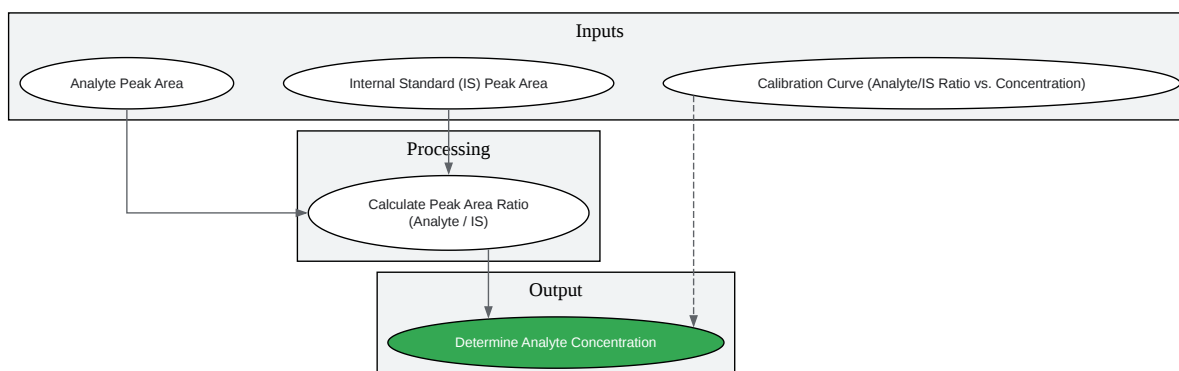 Inputs
Analyte Peak Area
Internal Standard (IS) Peak Area
Calibration Curve (Analyte/IS Ratio vs. Concentration)
Processing
Calculate Peak Area Ratio
(Analyte / IS)
Output
Determine Analyte Concentration